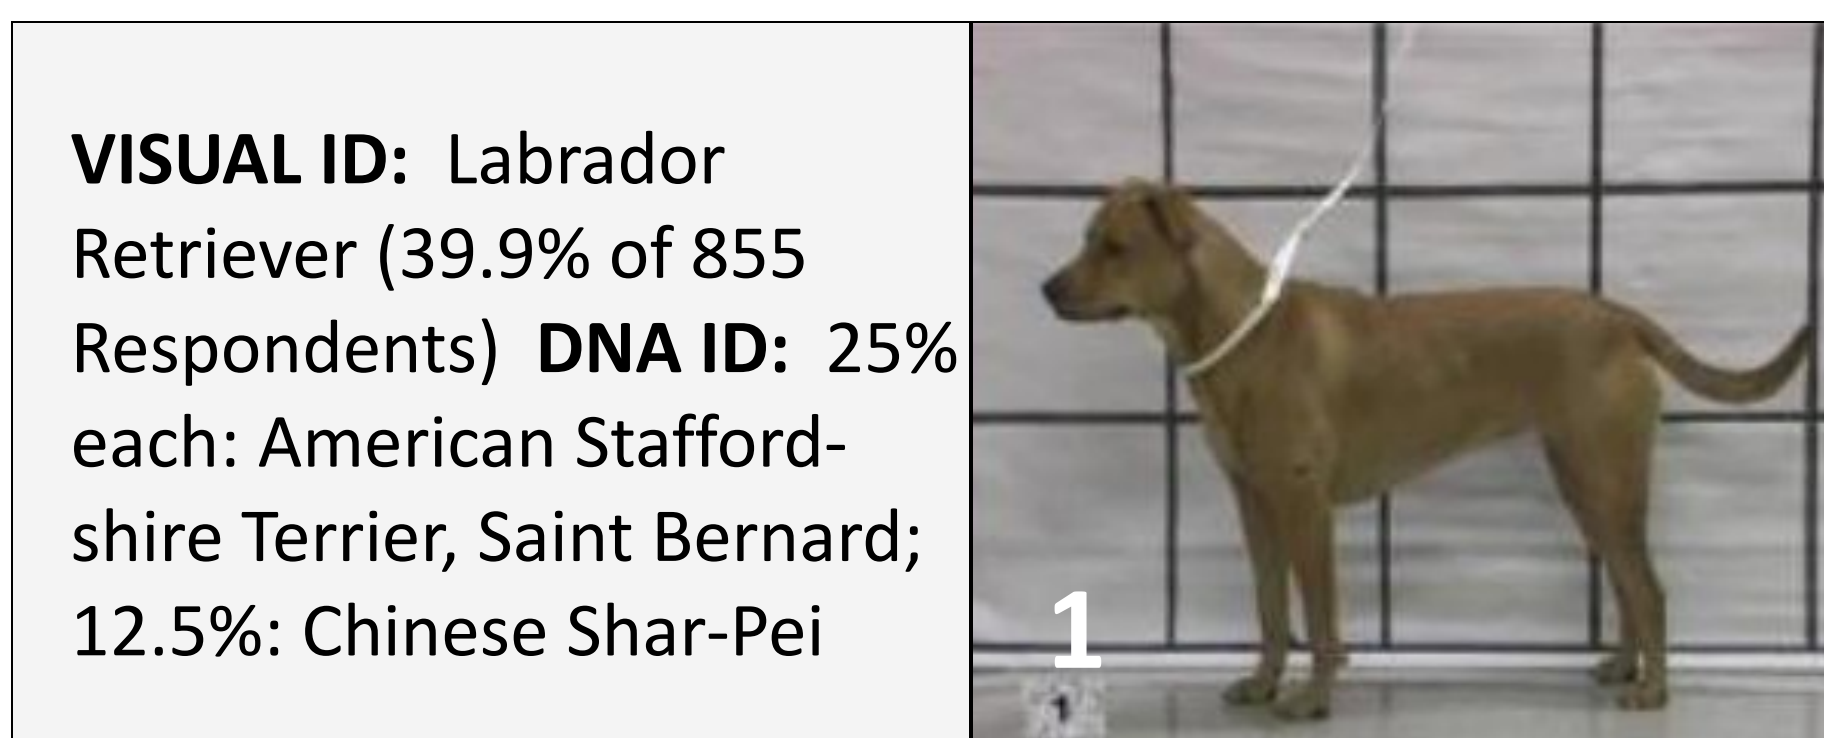 VISUAL ID: Labrador
Retriever (39.9% of 855
Respondents) DNA ID: 25%
each: American Stafford-
shire Terrier, Saint Bernard;
12.5%: Chinese Shar-Pei
1
1